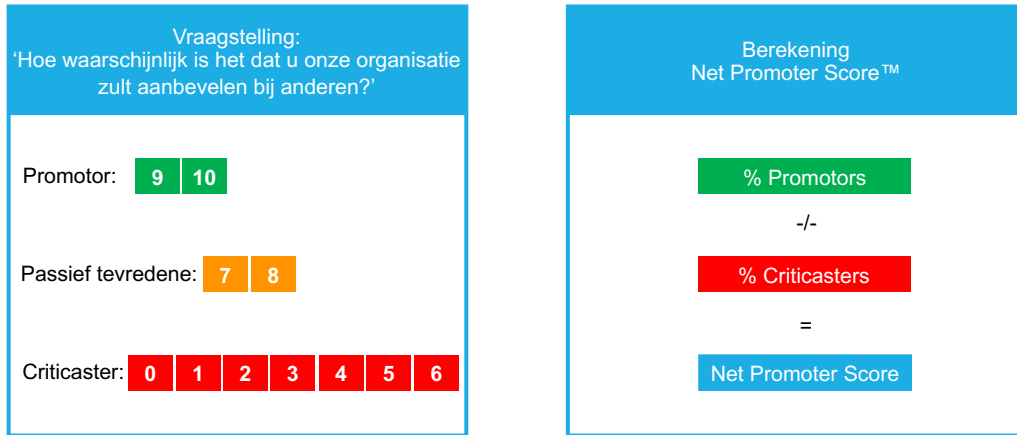 Vraagstelling:
‘Hoe waarschijnlijk is het dat u onze organisatie
zult aanbevelen bij anderen?’
Promotor: 9 10
Passief tevredene: 7 8
Criticaster: 0 1 2 3 4 5 6
Berekening
Net Promoter Score™
% Promotors
-/-
% Criticasters
=
Net Promoter Score